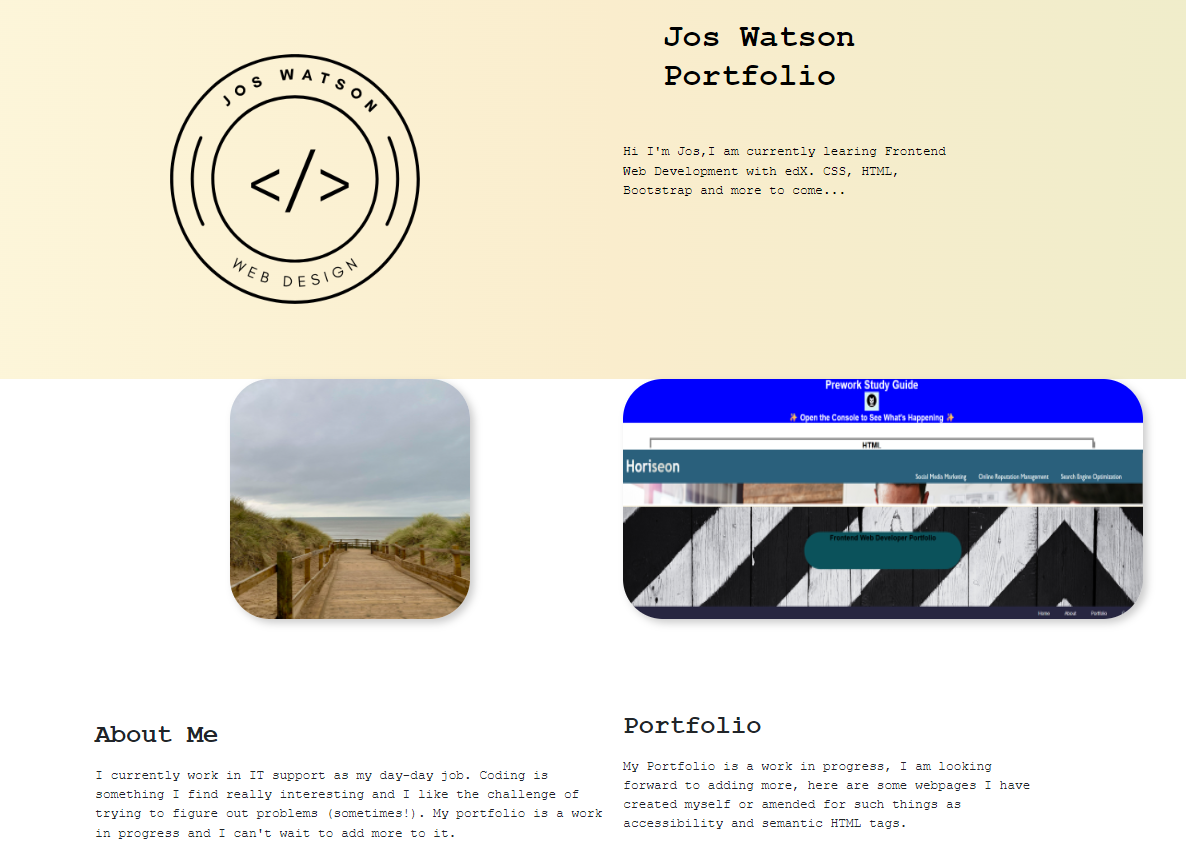 JOS WATSON
</>
WEB DESIGN
Jos Watson
Portfolio
Hi I'm Jos,I am currently learing Frontend
Web Development with edX. CSS, HTML,
Bootstrap and more to come...
Prework Study Guide
✨ Open the Console to See What's Happening ✨
HTML
Horiseon
Social Media Marketing Online Reputation Management Search Engine Optimization
Frontend Web Developer Portfolio
Home About Portfolio
About Me
I currently work in IT support as my day-day job. Coding is
something I find really interesting and I like the challenge of
trying to figure out problems (sometimes!). My portfolio is a work
in progress and I can't wait to add more to it.
Portfolio
My Portfolio is a work in progress, I am looking
forward to adding more, here are some webpages I have
created myself or amended for such things as
accessibility and semantic HTML tags.